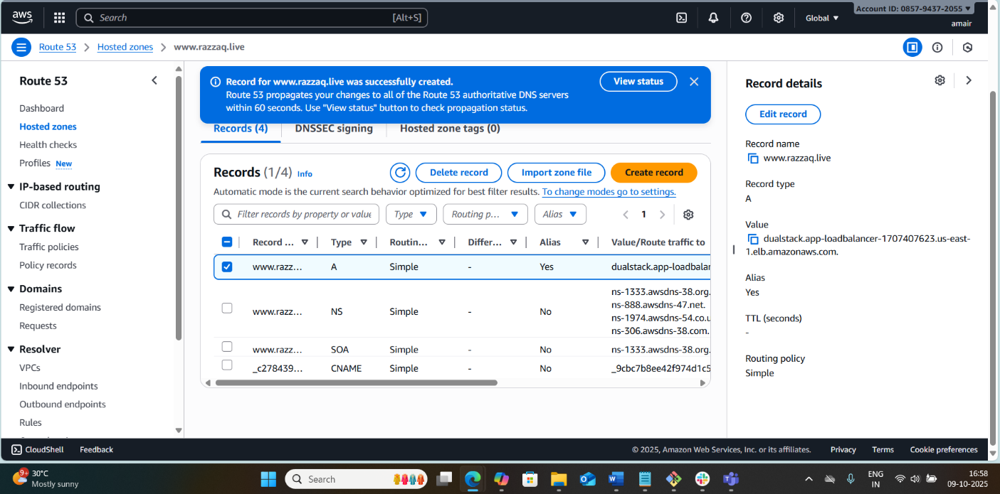 aws
Search
[Alt+S]
Global
Account ID: 0857-9437-2055
amair
Route 53
Hosted zones
www.razzaq.live
Route 53
Dashboard
Hosted zones
Health checks
Profiles New
IP-based routing
CIDR collections
Traffic flow
Traffic policies
Policy records
Domains
Registered domains
Requests
Resolver
VPCs
Inbound endpoints
Outbound endpoints
Rules
Record for www.razzaq.live was successfully created.
Route 53 propagates your changes to all of the Route 53 authoritative DNS servers
within 60 seconds. Use "View status" button to check propagation status.
View status
Records (4)
DNSSEC signing
Hosted zone tags (0)
Records (1/4) Info
Delete record
Import zone file
Create record
Automatic mode is the current search behavior optimized for best filter results. To change modes go to settings.
Filter records by property or value
Type
Routing p...
Alias
1
Record ... Type Routin... Differ... Alias Value/Route traffic to
www.razz... A Simple - Yes dualstack.app-loadbalan
www.razz... NS Simple - No
ns-1333.awsdns-38.org.
ns-888.awsdns-47.net.
ns-1974.awsdns-54.co.u
ns-306.awsdns-38.com.
www.razz... SOA Simple - No ns-1333.awsdns-38.org.
_c278439... CNAME Simple - No _9cbc7b8ee42f974d1c5
Record details
Edit record
Record name
www.razzaq.live
Record type
A
Value
dualstack.app-loadbalancer-1707407623.us-east-
1.elb.amazonaws.com.
Alias
Yes
TTL (seconds)
-
Routing policy
Simple
CloudShell
Feedback
© 2025, Amazon Web Services, Inc. or its affiliates.
Privacy
Terms
Cookie preferences
9+
30°C
Mostly sunny
Search
ENG
IN
16:58
09-10-2025